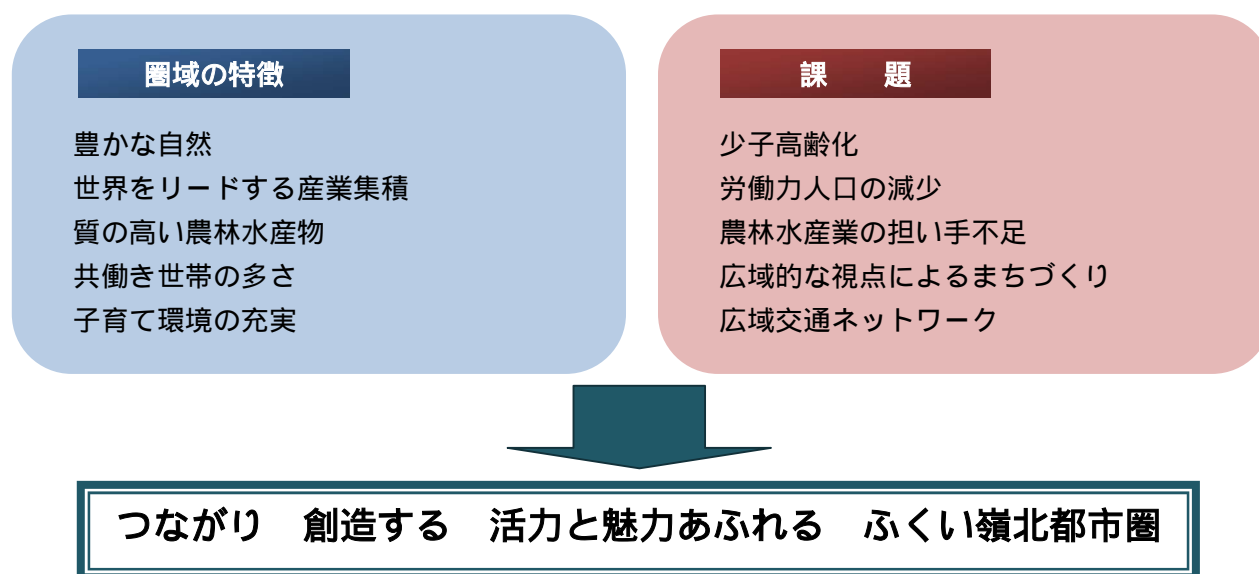 圏域の特徴
豊かな自然
世界をリードする産業集積
質の高い農林水産物
共働き世帯の多さ
子育て環境の充実
課　　題
少子高齢化
労働力人口の減少
農林水産業の担い手不足
広域的な視点によるまちづくり
広域交通ネットワーク
つながり　創造する　活力と魅力あふれる　ふくい嶺北都市圏